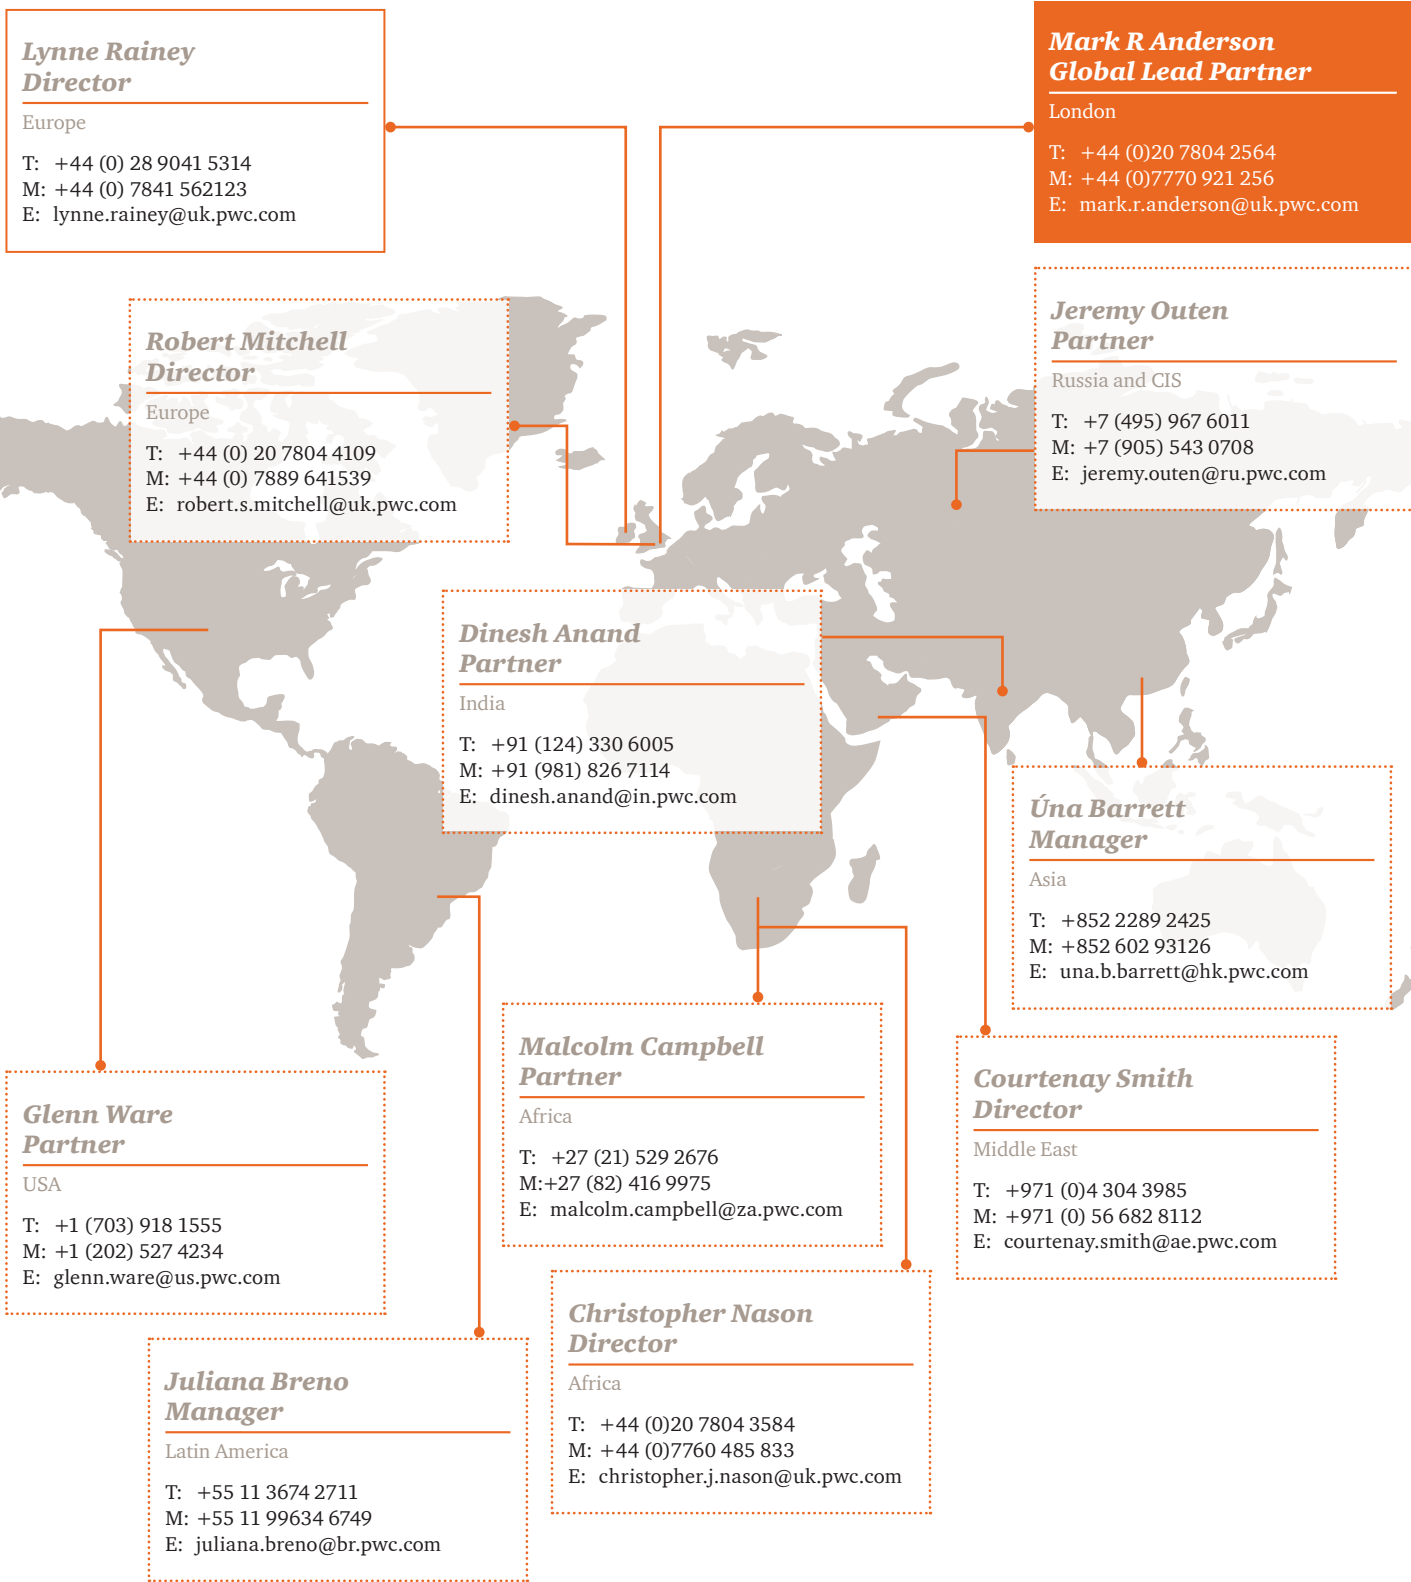 Lynne Rainey
Director
Europe
T: +44 (0) 28 9041 5314
M: +44 (0) 7841 562123
E: lynne.rainey@uk.pwc.com
Mark R Anderson
Global Lead Partner
London
T: +44 (0)20 7804 2564
M: +44 (0)7770 921 256
E: mark.r.anderson@uk.pwc.com
Robert Mitchell
Director
Europe
T: +44 (0) 20 7804 4109
M: +44 (0) 7889 641539
E: robert.s.mitchell@uk.pwc.com
Jeremy Outen
Partner
Russia and CIS
T: +7 (495) 967 6011
M: +7 (905) 543 0708
E: jeremy.outen@ru.pwc.com
Dinesh Anand
Partner
India
T: +91 (124) 330 6005
M: +91 (981) 826 7114
E: dinesh.anand@in.pwc.com
Úna Barrett
Manager
Asia
T: +852 2289 2425
M: +852 602 93126
E: una.b.barrett@hk.pwc.com
Malcolm Campbell
Partner
Africa
T: +27 (21) 529 2676
M:+27 (82) 416 9975
E: malcolm.campbell@za.pwc.com
Courtenay Smith
Director
Middle East
T: +971 (0)4 304 3985
M: +971 (0) 56 682 8112
E: courtenay.smith@ae.pwc.com
Glenn Ware
Partner
USA
T: +1 (703) 918 1555
M: +1 (202) 527 4234
E: glenn.ware@us.pwc.com
Christopher Nason
Director
Africa
T: +44 (0)20 7804 3584
M: +44 (0)7760 485 833
E: christopher.j.nason@uk.pwc.com
Juliana Breno
Manager
Latin America
T: +55 11 3674 2711
M: +55 11 99634 6749
E: juliana.breno@br.pwc.com